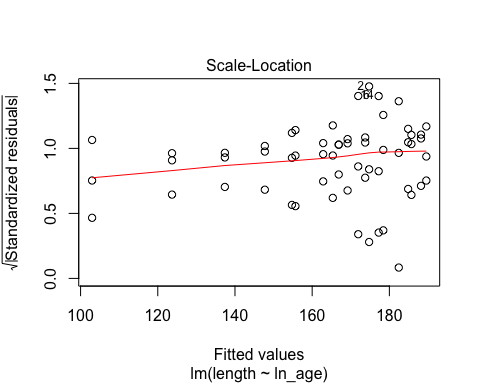 Scale-Location
√|Standardized residuals|
0.0 0.5 1.0 1.5
100 120 140 160 180
Fitted values
lm(length ~ ln_age)